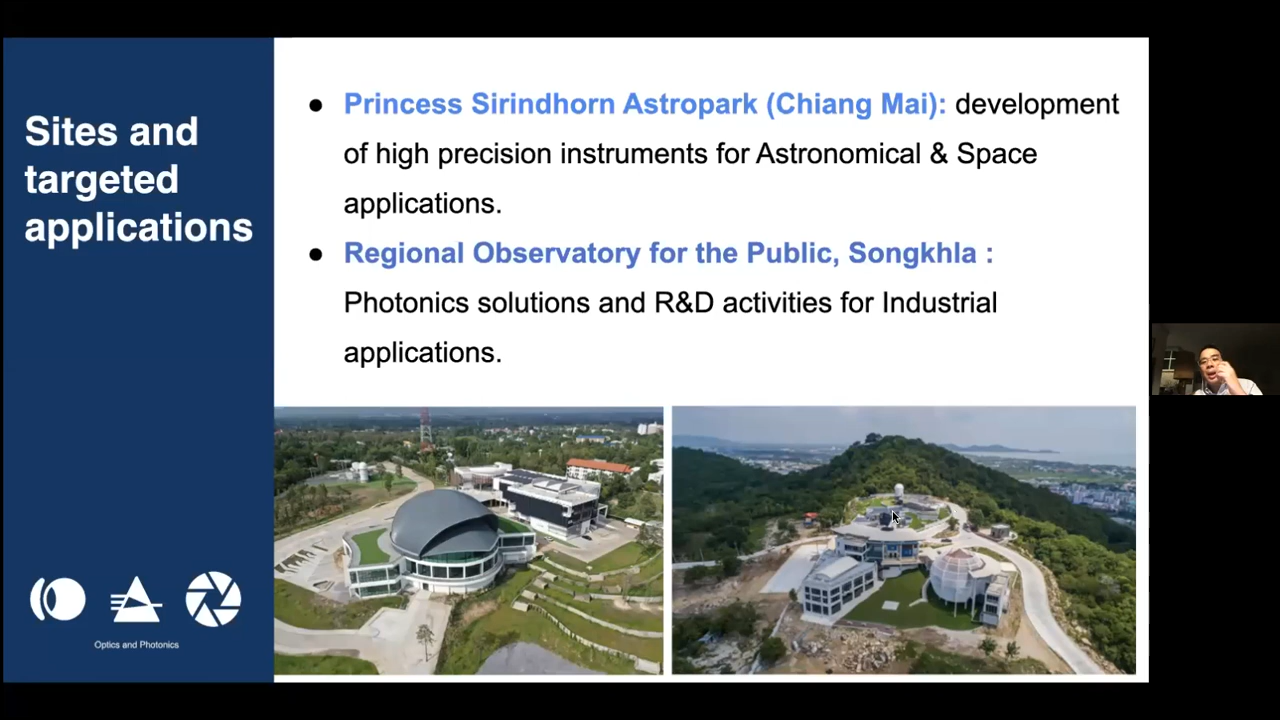 Sites and
targeted
applications
● Princess Sirindhorn Astropark (Chiang Mai): development
of high precision instruments for Astronomical & Space
applications.
● Regional Observatory for the Public, Songkhla :
Photonics solutions and R&D activities for Industrial
applications.
Optics and Photonics